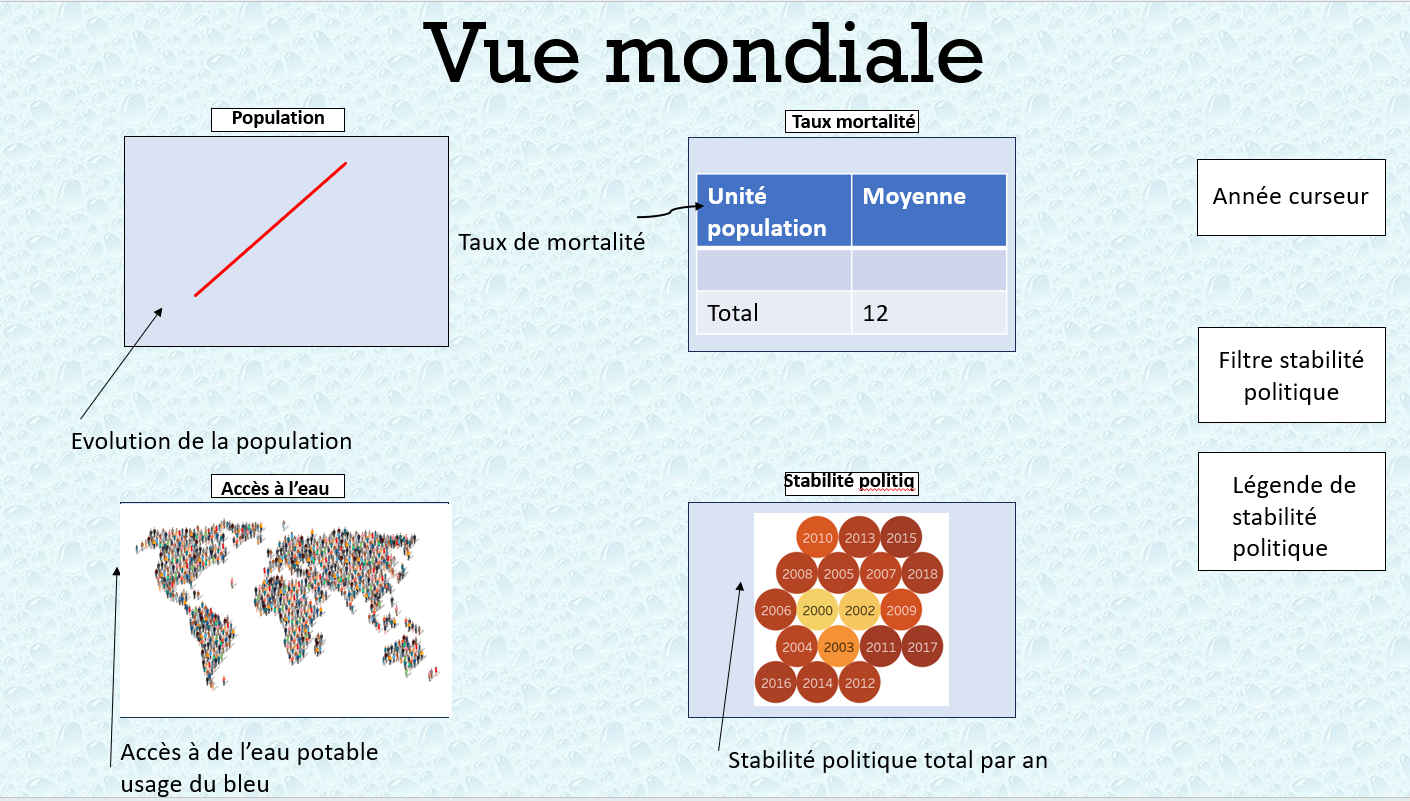 Vue mondiale
Population
Taux mortalité
Unité
population
Moyenne
Total
12
Taux de mortalité
Année curseur
Evolution de la population
Filtre stabilité
politique
Accès à l’eau
Stabilité politiq
2010 2013 2015
2008 2005 2007 2018
2006 2000 2002 2009
2004 2003 2011 2017
2016 2014 2012
Légende de
stabilité
politique
Accès à de l’eau potable
usage du bleu
Stabilité politique total par an